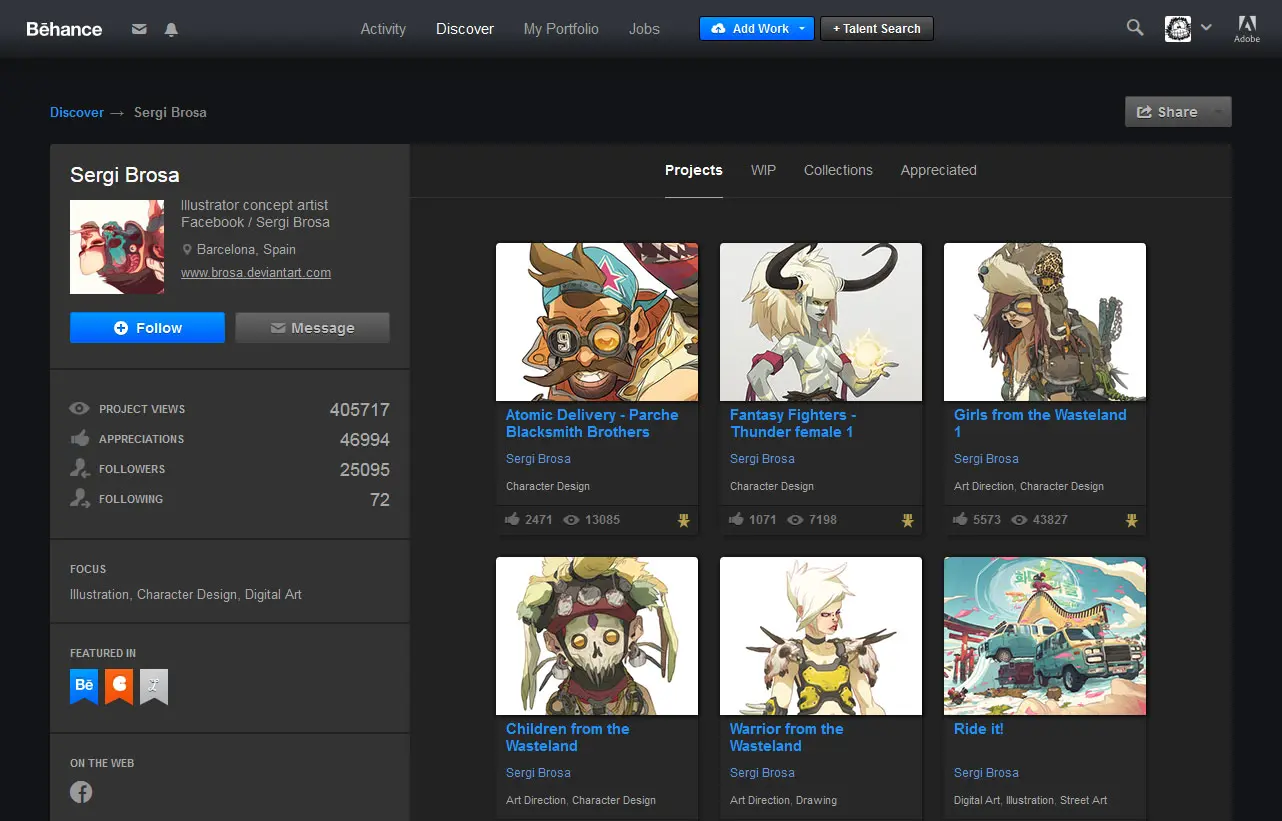 Bēhance
Activity
Discover
My Portfolio
Jobs
Add Work
+ Talent Search
Adobe
Discover → Sergi Brosa
Share
Sergi Brosa
Illustrator concept artist
Facebook / Sergi Brosa
Barcelona, Spain
www.brosa.deviantart.com
Follow
Message
PROJECT VIEWS 405717
APPRECIATIONS 46994
FOLLOWERS 25095
FOLLOWING 72
FOCUS
Illustration, Character Design, Digital Art
FEATURED IN
Bē
ON THE WEB
Projects
WIP
Collections
Appreciated
9
Atomic Delivery - Parche
Blacksmith Brothers
Sergi Brosa
Character Design
2471 13085
Fantasy Fighters -
Thunder female 1
Sergi Brosa
Character Design
1071 7198
Girls from the Wasteland
1
Sergi Brosa
Art Direction, Character Design
5573 43827
Children from the
Wasteland
Sergi Brosa
Art Direction, Character Design
Warrior from the
Wasteland
Sergi Brosa
Art Direction, Drawing
Ride it!
Sergi Brosa
Digital Art, Illustration, Street Art